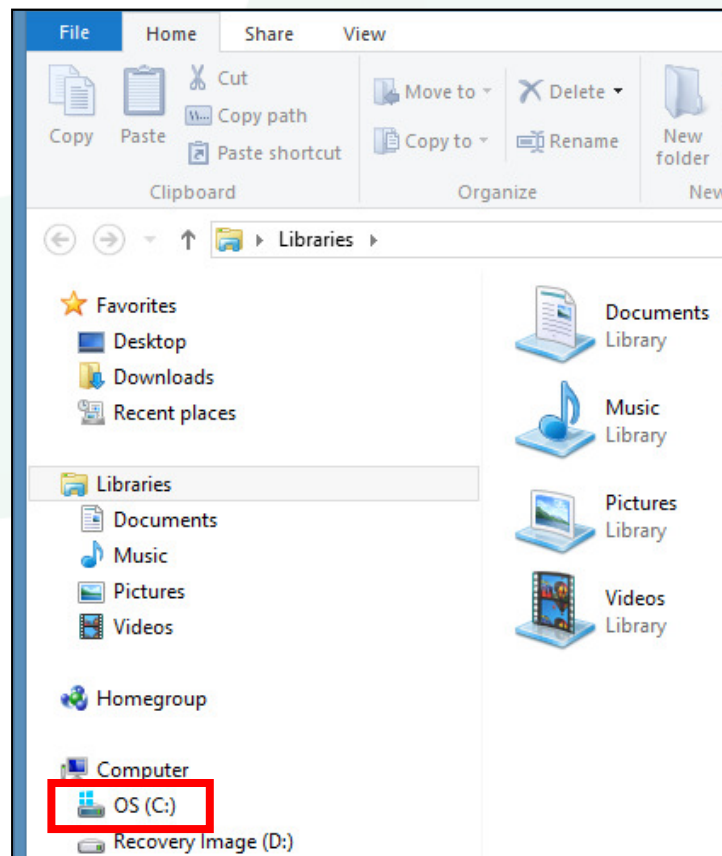 File Home Share View
Cut
Copy path
Paste shortcut
Copy Paste
Move to
Copy to
Delete
Rename
New
folder
Clipboard Organize New
Libraries
Favorites
Desktop
Downloads
Recent places
Libraries
Documents
Music
Pictures
Videos
Homegroup
Computer
OS (C:)
Recovery Image (D:)
Documents
Library
Music
Library
Pictures
Library
Videos
Library